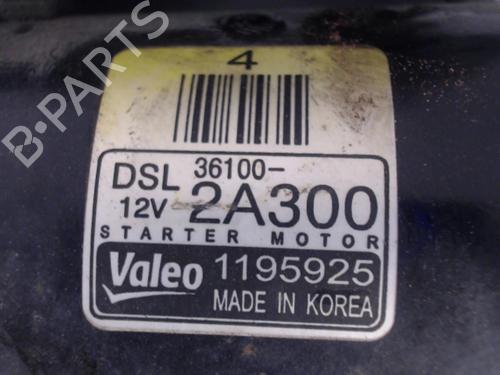 B-PARTS
4
DSL 36100-
12V 2A300
STARTER MOTOR
Valeo 1195925
MADE IN KOREA